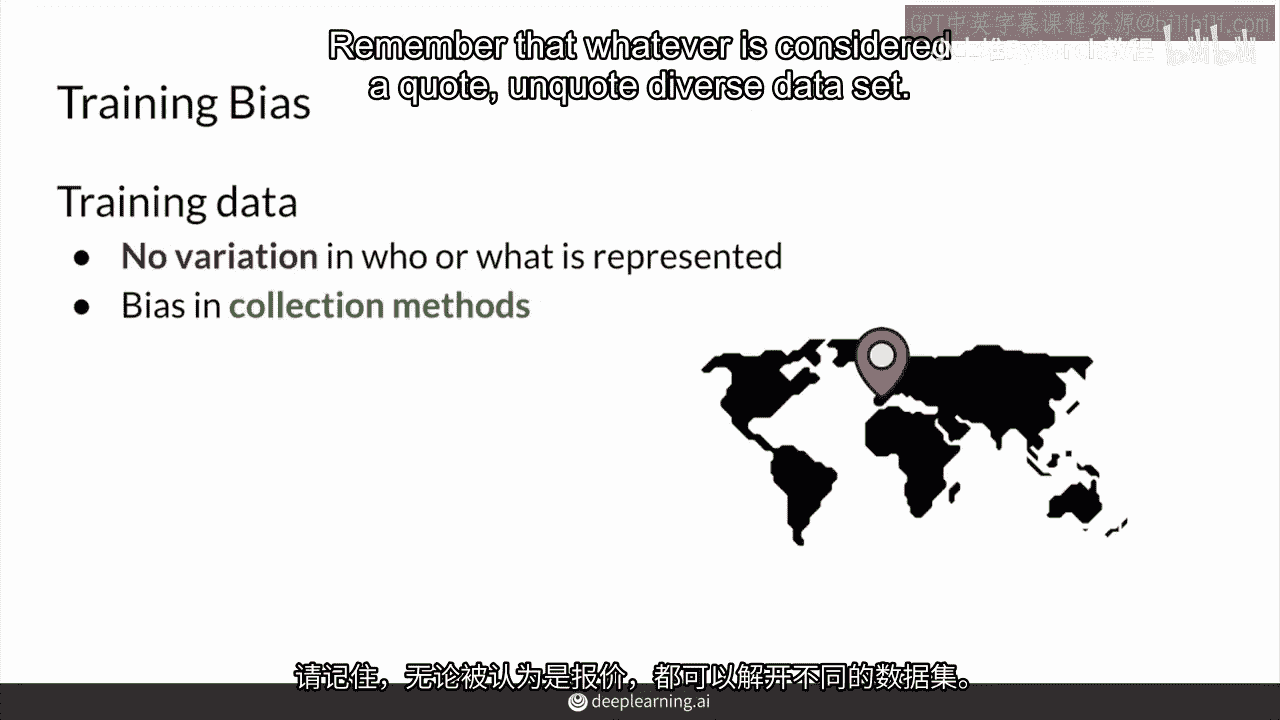 GPT中英字幕课程资源@bilibili.com
Remember that whatever is considered
a quote, unquote diverse data set.
Training Bias
Training data
● No variation in who or what is represented
● Bias in collection methods
请记住，无论被认为是报价，都可以解开不同的数据集。
deeplearning.ai